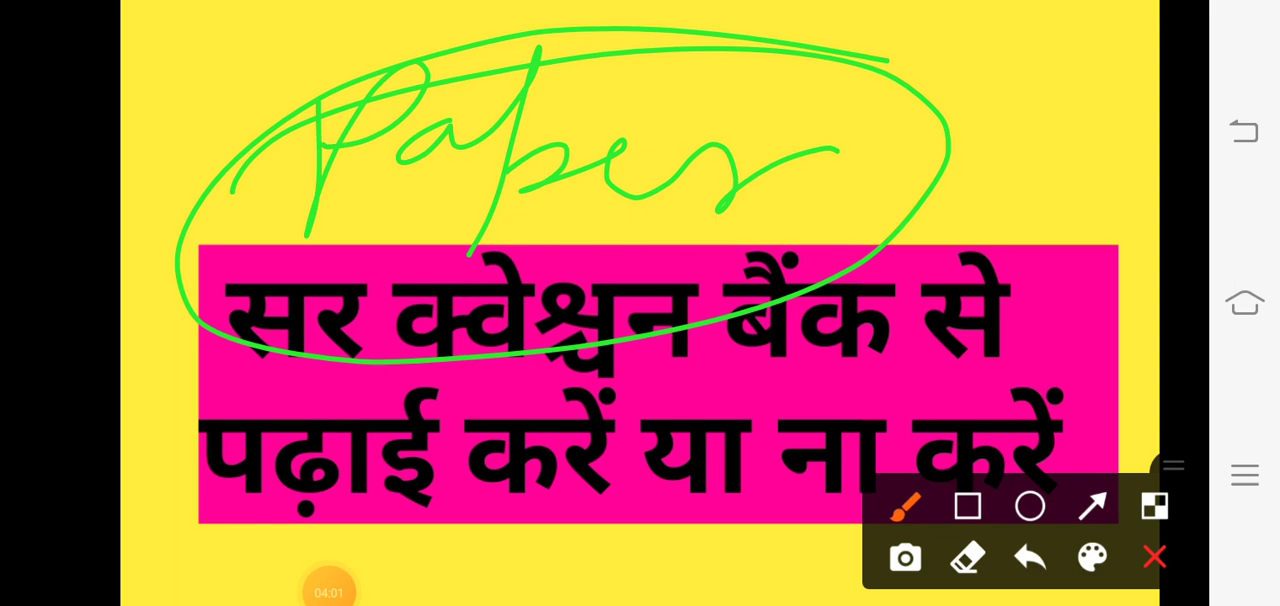 Paper
सर क्वेश्चन बैंक से
पढ़ाई करें या ना करें
04:01